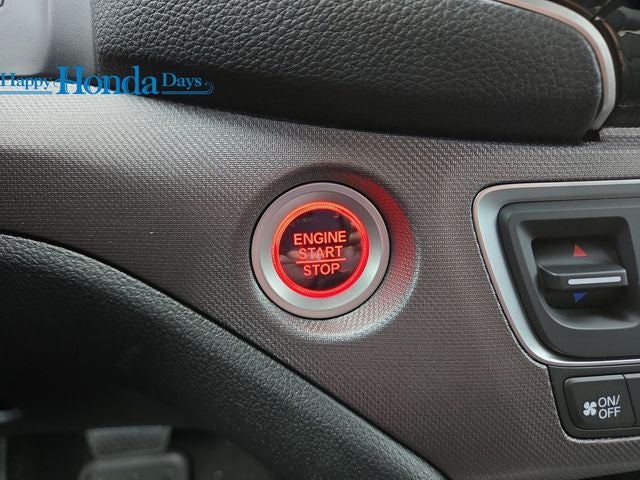 Happy Honda Days
ENGINE
START
STOP
ON/
OFF